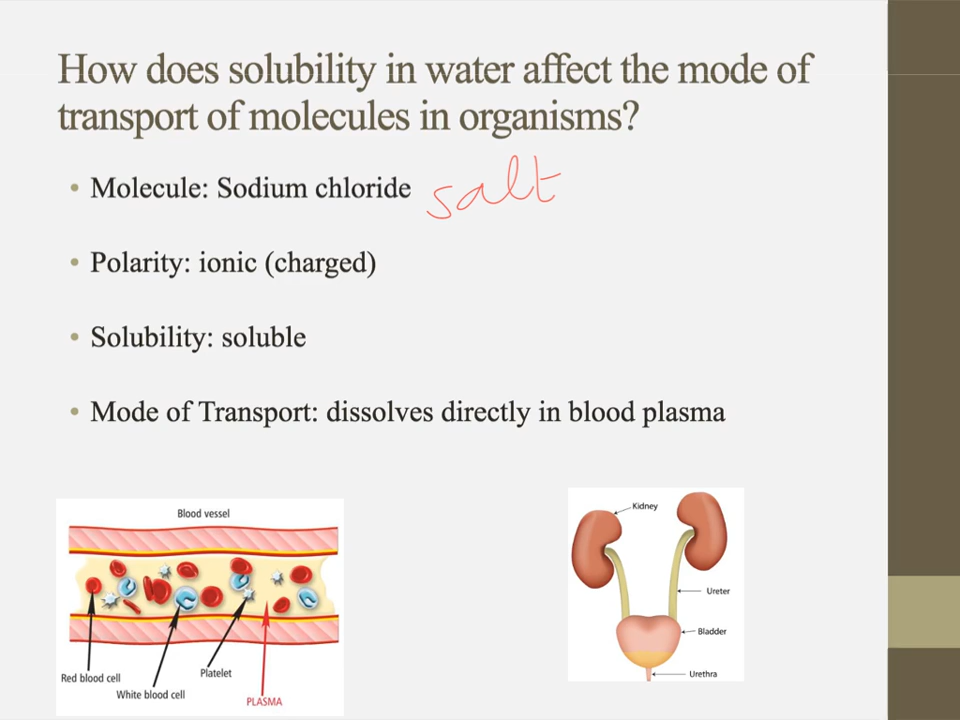 How does solubility in water affect the mode of
transport of molecules in organisms?
• Molecule: Sodium chloride salt
• Polarity: ionic (charged)
• Solubility: soluble
• Mode of Transport: dissolves directly in blood plasma
Blood vessel
Red blood cell
White blood cell
Platelet
PLASMA
Kidney
Ureter
Bladder
Urethra